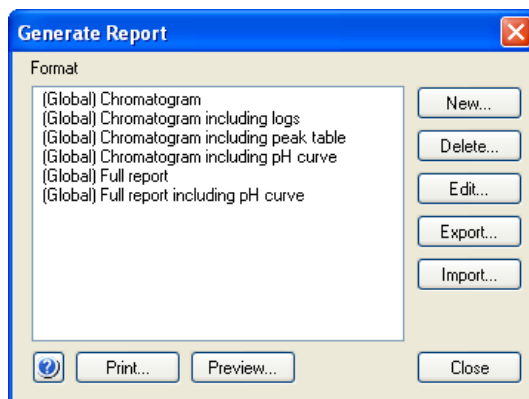 Generate Report
Format
(Global) Chromatogram
(Global) Chromatogram including logs
(Global) Chromatogram including peak table
(Global) Chromatogram including pH curve
(Global) Full report
(Global) Full report including pH curve
New...
Delete...
Edit...
Export...
Import...
?
Print...
Preview...
Close